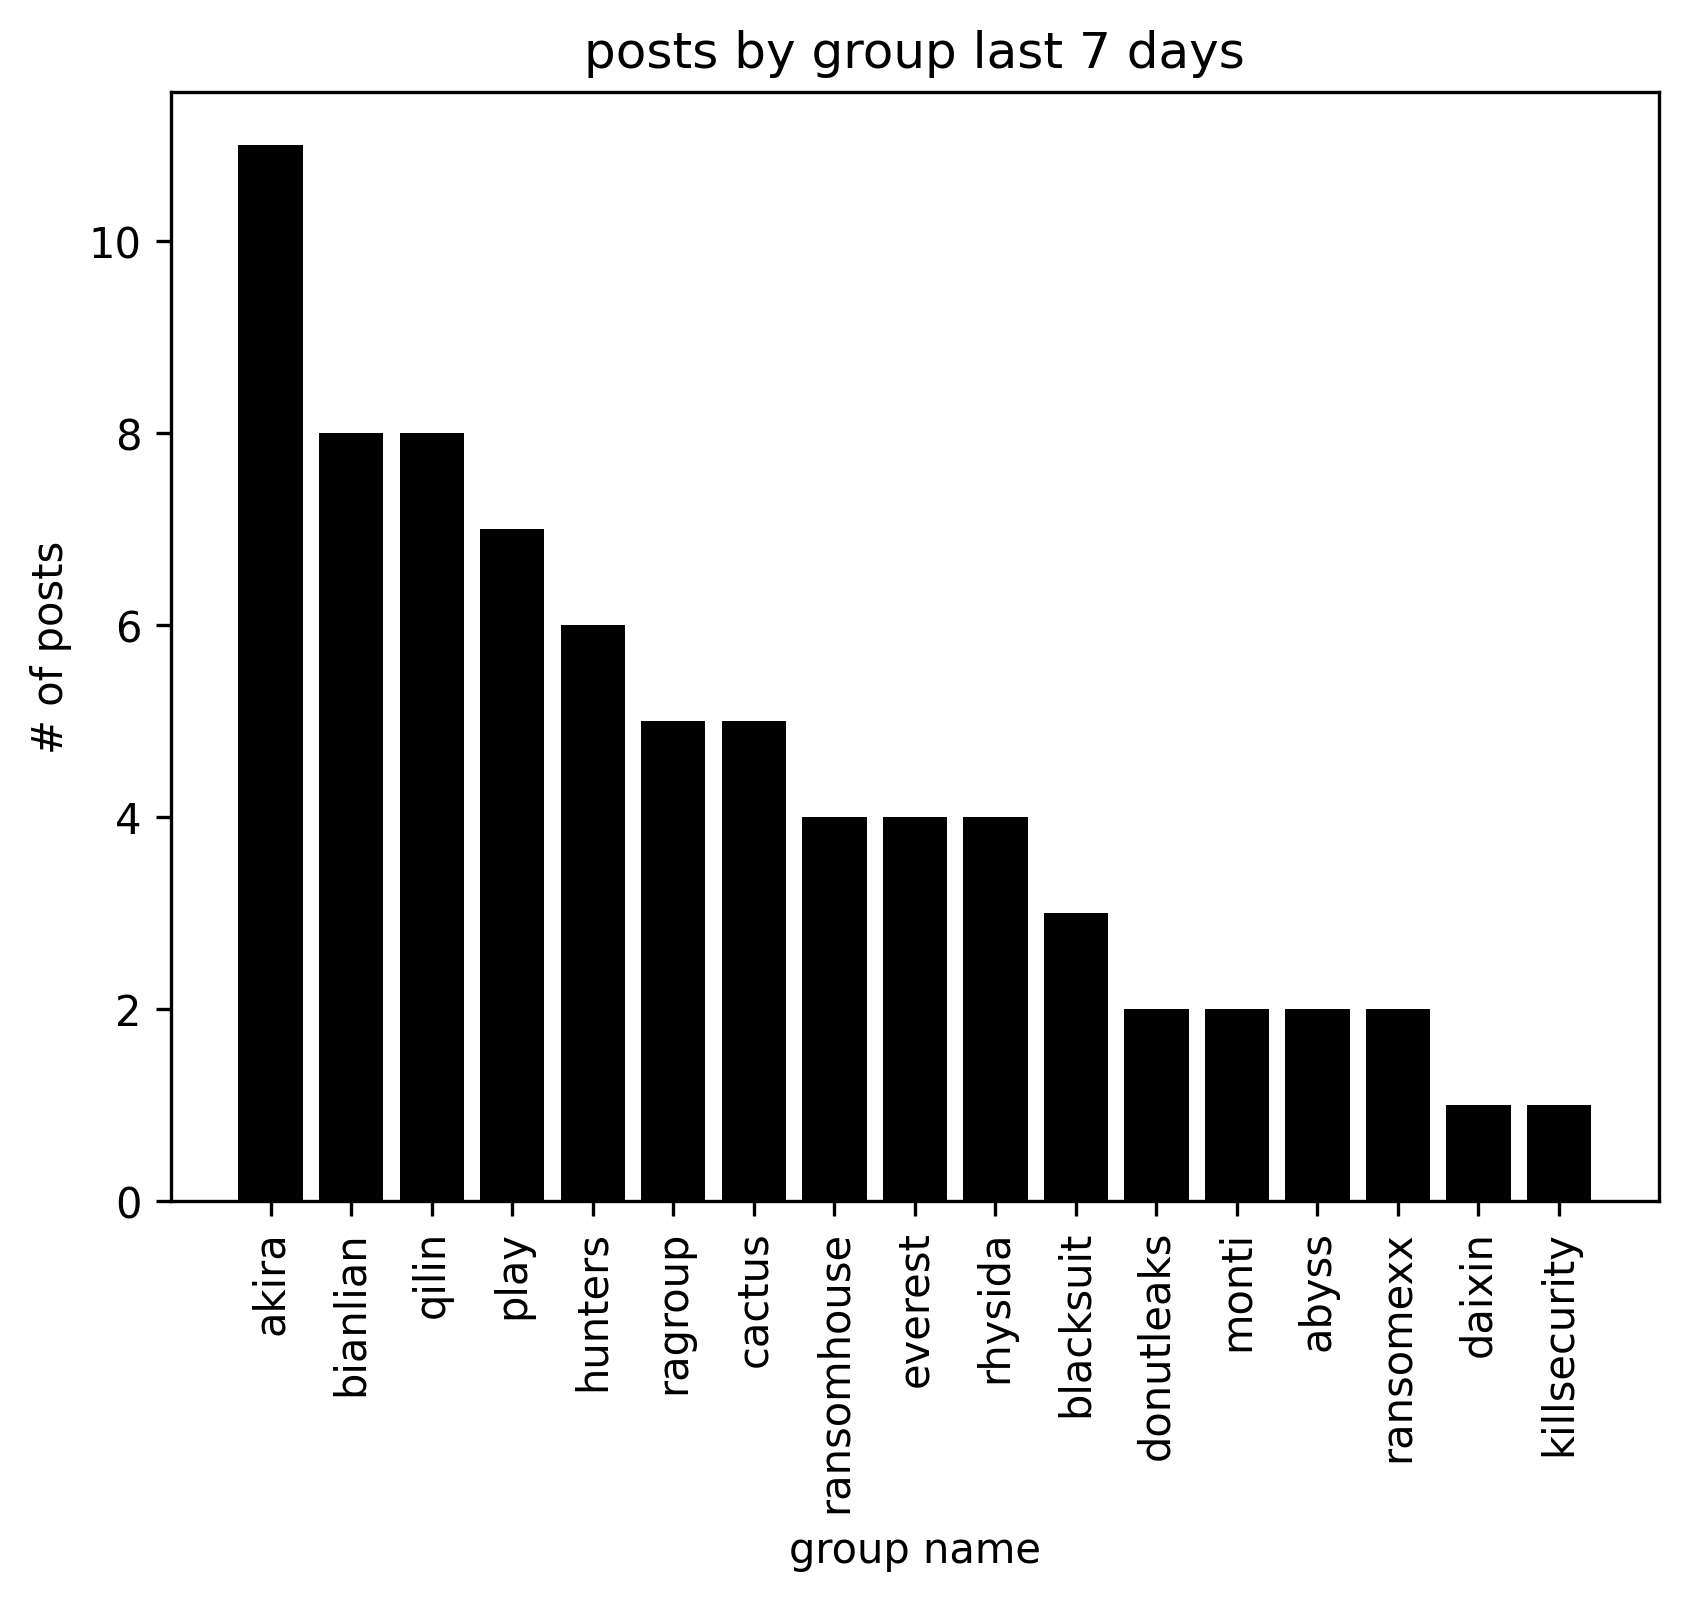 posts by group last 7 days
# of posts
10
8
6
4
2
0
akira
bianlian
qilin
play
hunters
ragroup
cactus
ransomhouse
everest
rhysida
blacksuit
donutleaks
monti
abyss
ransomexx
daixin
killsecurity
group name